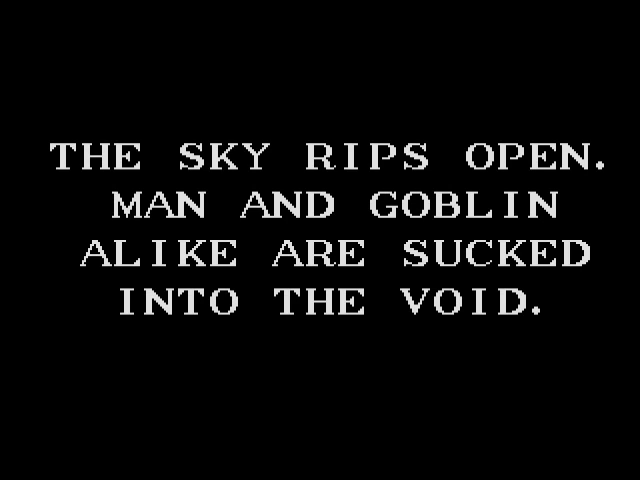 THE SKY RIPS OPEN.
MAN AND GOBLIN
ALIKE ARE SUCKED
INTO THE VOID.